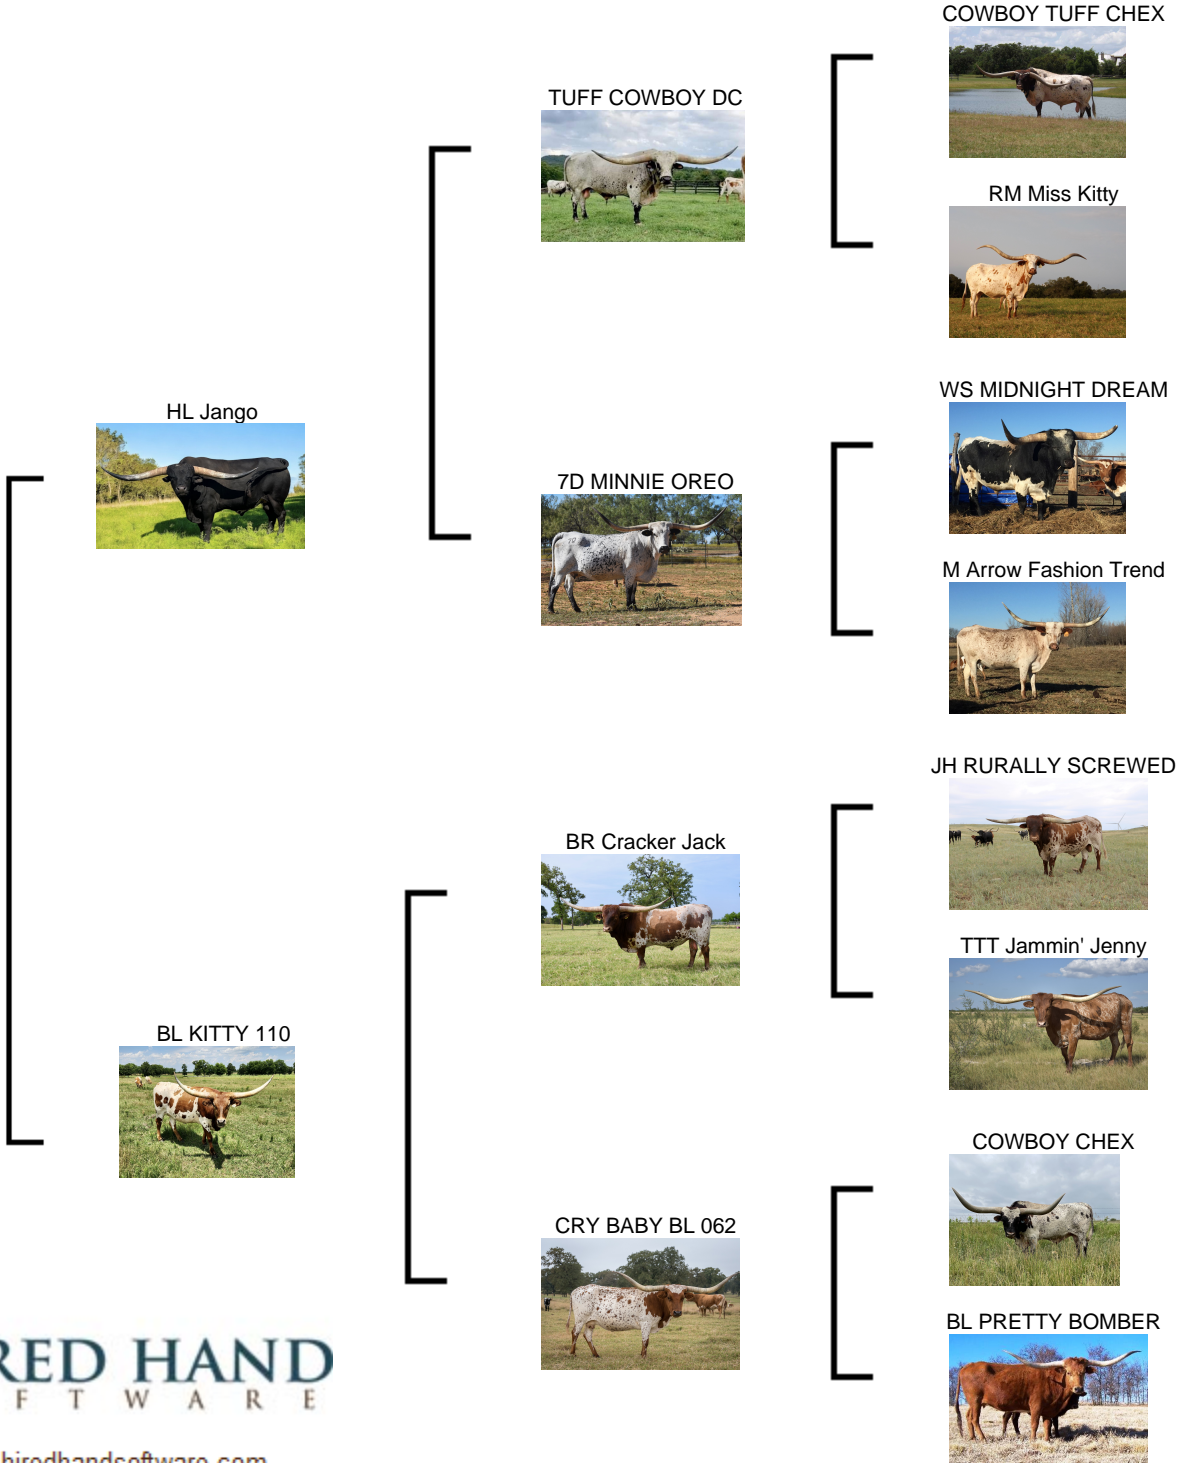 COWBOY TUFF CHEX
TUFF COWBOY DC
RM Miss Kitty
WS MIDNIGHT DREAM
HL Jango
7D MINNIE OREO
M Arrow Fashion Trend
JH RURALLY SCREWED
BR Cracker Jack
TTT Jammin' Jenny
BL KITTY 110
COWBOY CHEX
CRY BABY BL 062
BL PRETTY BOMBER
RED HAND
F T W A R E
hiredhandsoftware.com